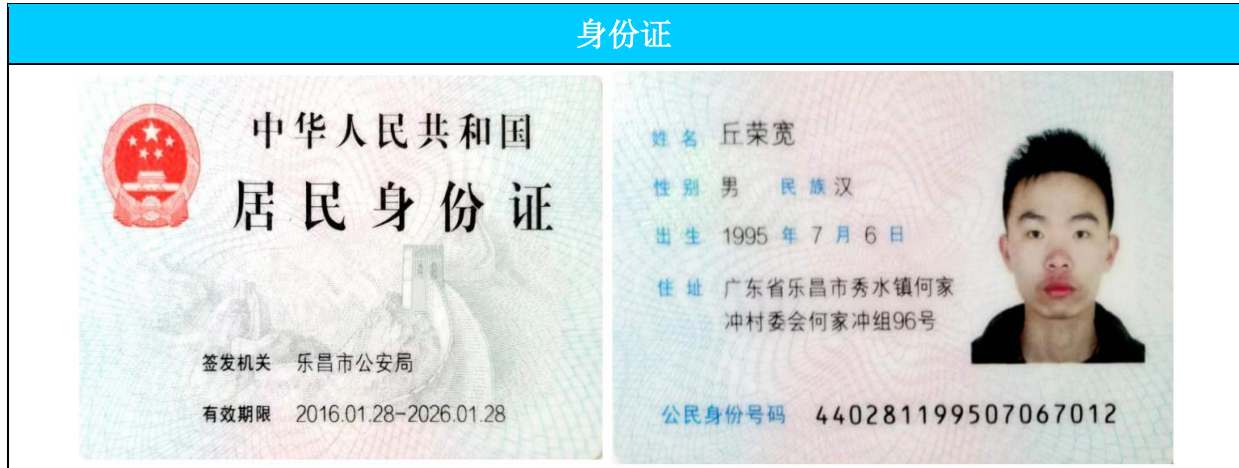 身份证
中华人民共和国
居民身份证
签发机关 乐昌市公安局
有效期限 2016.01.28-2026.01.28
姓名 丘荣宽
性别 男 民族 汉
出生 1995 年 7 月 6 日
住址 广东省乐昌市秀水镇何家
冲村委会何家冲组96号
公民身份号码 440281199507067012